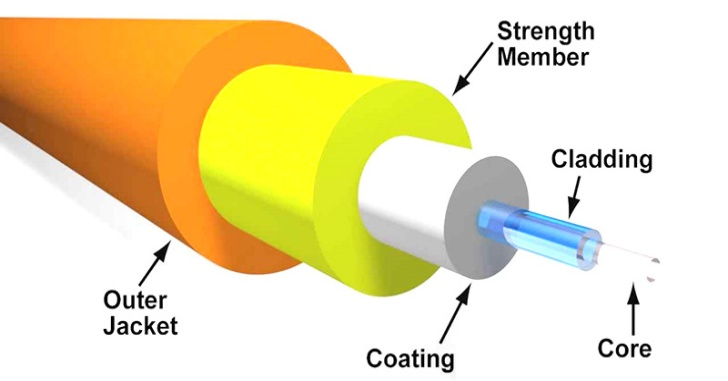 Strength
Member
Cladding
Outer
Jacket
Coating
Core